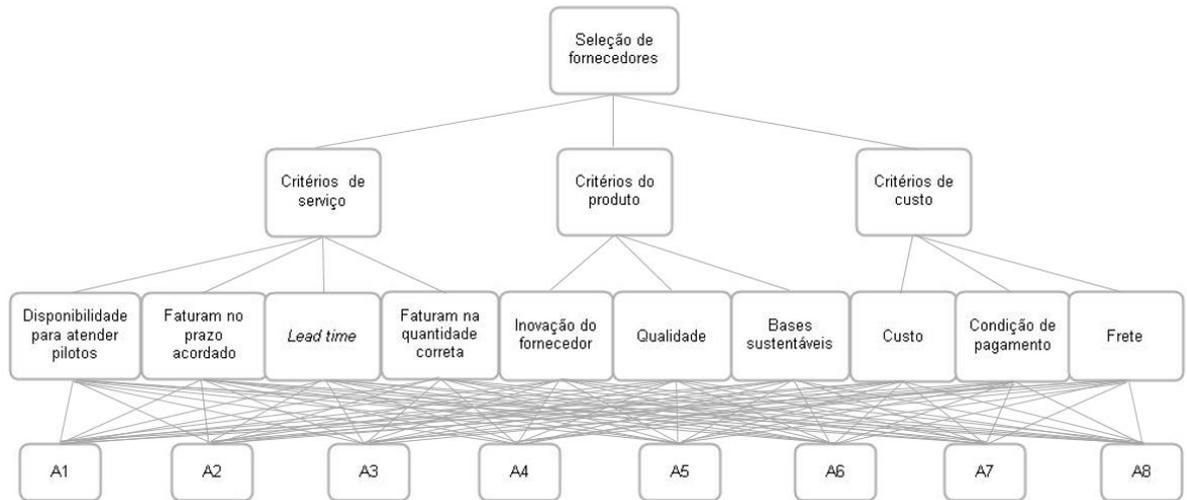 Seleção de
fornecedores
Critérios de
serviço
Critérios do
produto
Critérios de
custo
Disponibilidade
para atender
pilotos
Faturam no
prazo
acordado
Lead time
Faturam na
quantidade
correta
Inovação do
fornecedor
Qualidade
Bases
sustentáveis
Custo
Condição de
pagamento
Frete
A1
A2
A3
A4
A5
A6
A7
A8